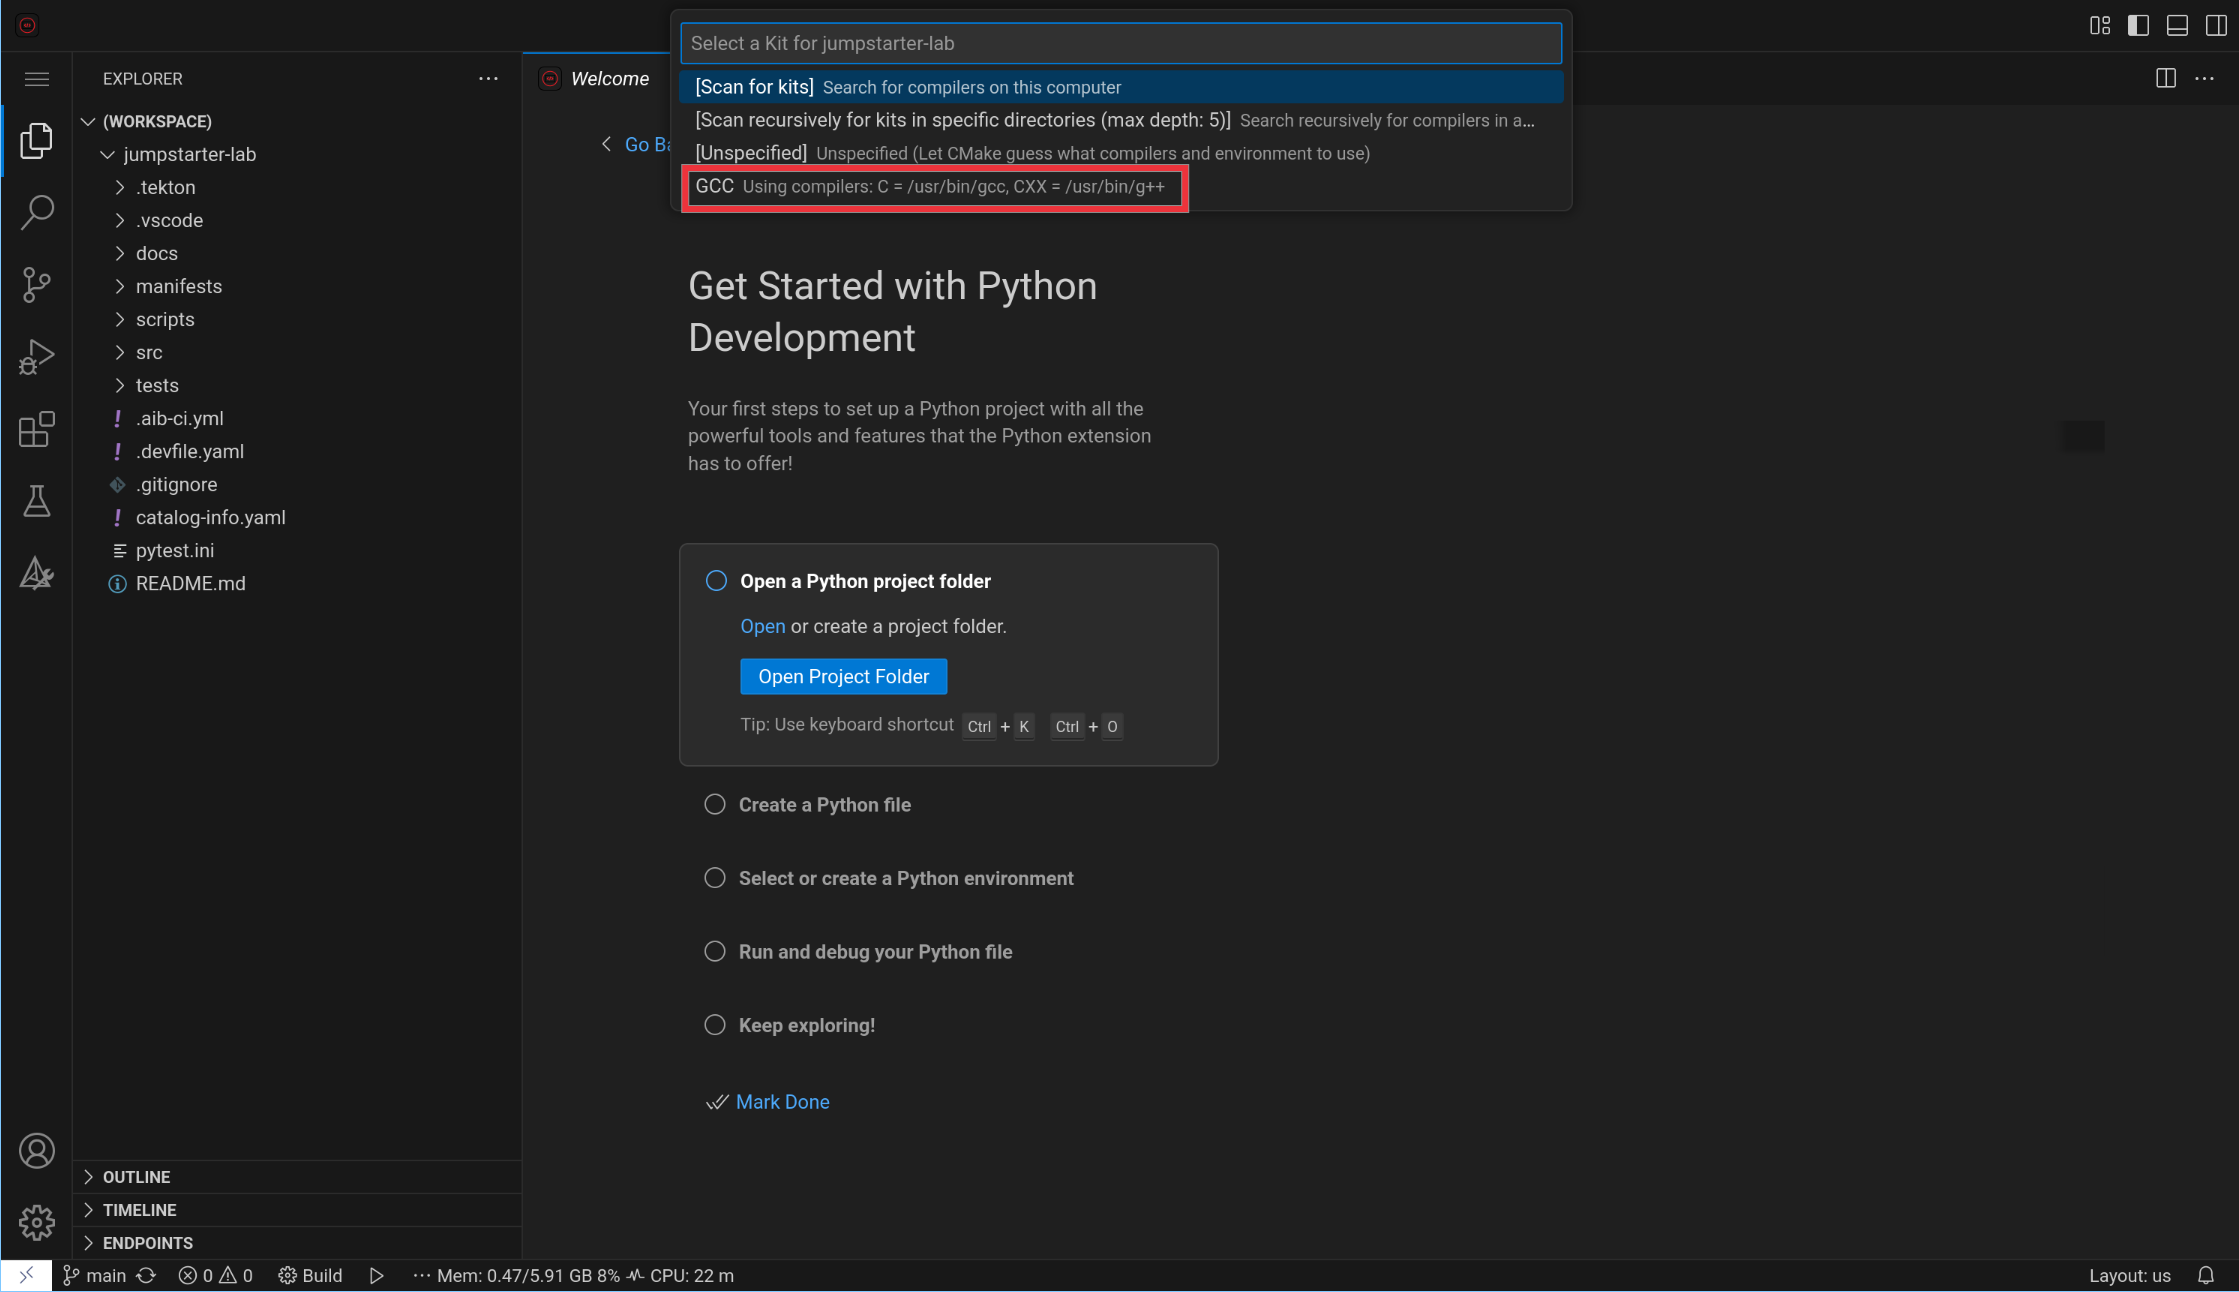 Select a Kit for jumpstarter-lab
[Scan for kits] Search for compilers on this computer
[Scan recursively for kits in specific directories (max depth: 5)] Search recursively for compilers in a...
[Unspecified] Unspecified (Let CMake guess what compilers and environment to use)
GCC Using compilers: C = /usr/bin/gcc, CXX = /usr/bin/g++
EXPLORER
(WORKSPACE)
jumpstarter-lab
.tekton
.vscode
docs
manifests
scripts
src
tests
.aib-ci.yml
.devfile.yaml
.gitignore
catalog-info.yaml
pytest.ini
README.md
OUTLINE
TIMELINE
ENDPOINTS
Welcome
Go Ba
Get Started with Python
Development
Your first steps to set up a Python project with all the
powerful tools and features that the Python extension
has to offer!
Open a Python project folder
Open or create a project folder.
Open Project Folder
Tip: Use keyboard shortcut Ctrl + K Ctrl + O
Create a Python file
Select or create a Python environment
Run and debug your Python file
Keep exploring!
Mark Done
main 0 0 Build ··· Mem: 0.47/5.91 GB 8% CPU: 22 m Layout: us